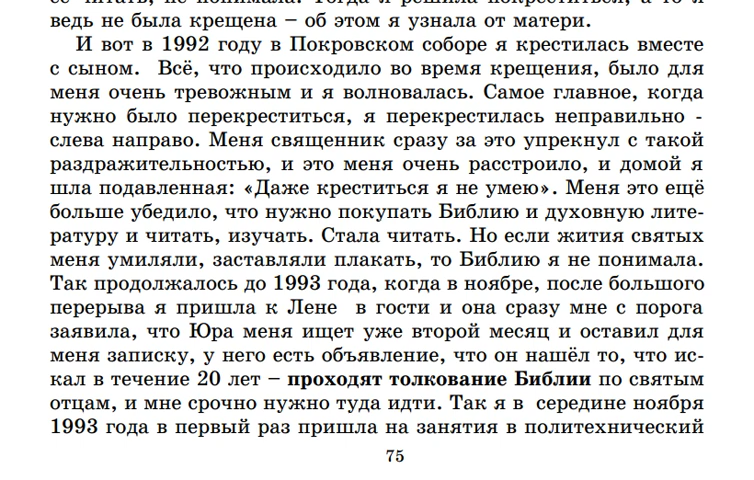 ведь не была крещена – об этом я узнала от матери.
И вот в 1992 году в Покровском соборе я крестилась вместе
с сыном.  Всё, что происходило во время крещения, было для
меня очень тревожным и я волновалась. Самое главное, когда
нужно было перекреститься, я перекрестилась неправильно -
слева направо. Меня священник сразу за это упрекнул с такой
раздражительностью, и это меня очень расстроило, и домой я
шла подавленная: «Даже креститься я не умею». Меня это ещё
больше убедило, что нужно покупать Библию и духовную лите-
ратуру и читать, изучать. Стала читать. Но если жития святых
меня умиляли, заставляли плакать, то Библию я не понимала.
Так продолжалось до 1993 года, когда в ноябре, после большого
перерыва я пришла к Лене  в гости и она сразу мне с порога
заявила, что Юра меня ищет уже второй месяц и оставил для
меня записку, у него есть объявление, что он нашёл то, что ис-
кал в течение 20 лет – проходят толкование Библии по святым
отцам, и мне срочно нужно туда идти. Так я в  середине ноября
1993 года в первый раз пришла на занятия в политехнический
75